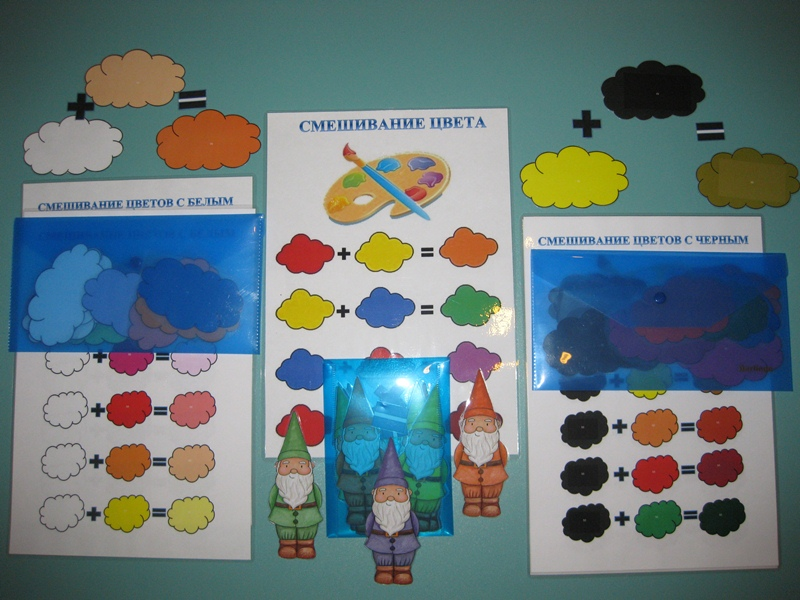 СМЕШИВАНИЕ ЦВЕТА
СМЕШИВАНИЕ ЦВЕТОВ С БЕЛЫМ
СМЕШИВАНИЕ ЦВЕТОВ С ЧЕРНЫМ